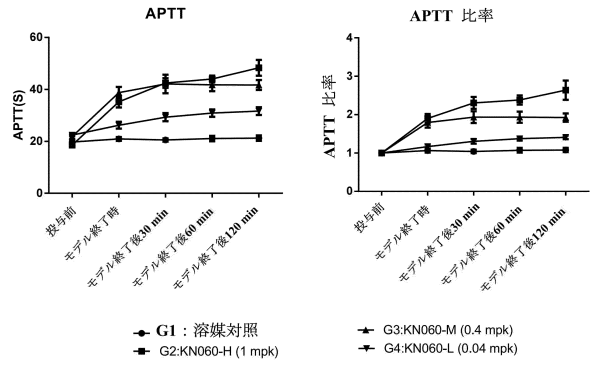 APTT
60
40
20
0
APTT(S)
投与前
モデル終了時
モデル終了後30 min
モデル終了後60 min
モデル終了後120 min
APTT 比率
4
3
2
1
0
APTT 比率
投与前
モデル終了時
モデル終了後30 min
モデル終了後60 min
モデル終了後120 min
G1：溶媒対照
G2:KN060-H (1 mpk)
G3:KN060-M (0.4 mpk)
G4:KN060-L (0.04 mpk)